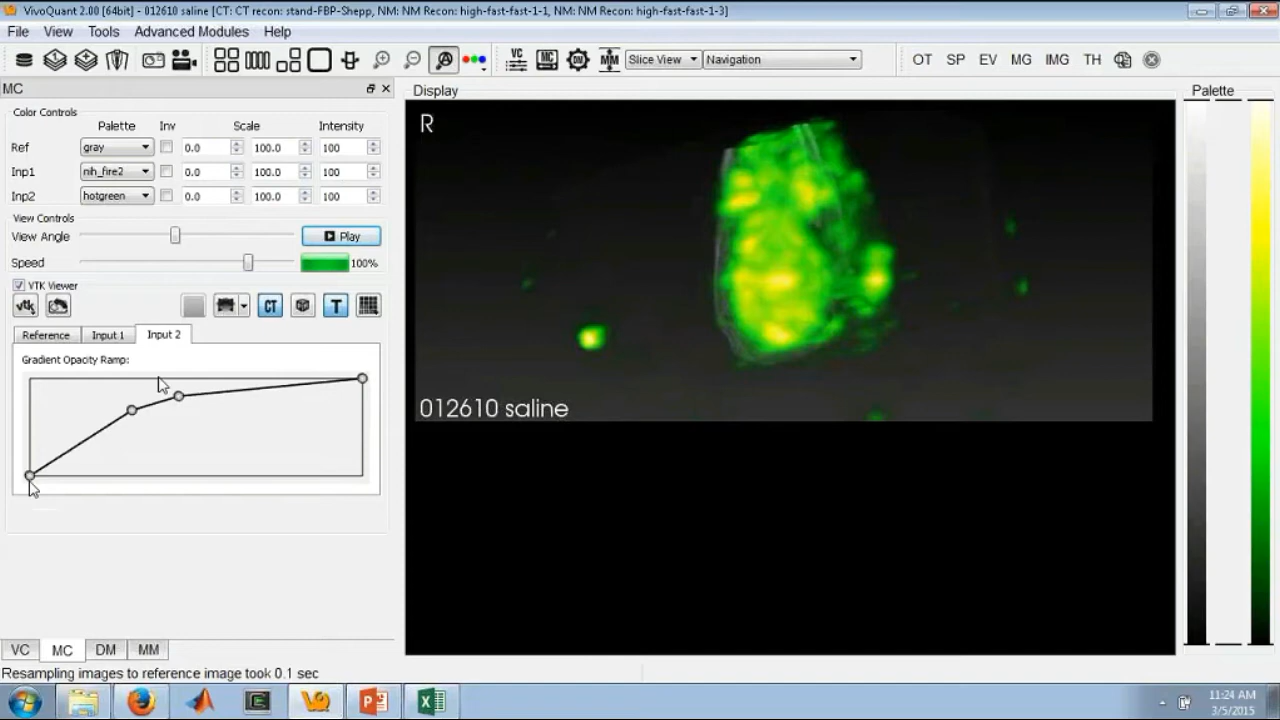 VivoQuant 2.00 [64bit] - 012610 saline [CT: CT recon: stand-FBP-Shepp, NM: NM Recon: high-fast-fast-1-1, NM: NM Recon: high-fast-fast-1-3]
File View Tools Advanced Modules Help
VC MC DM MM Slice View Navigation OT SP EV MG IMG TH
MC
Display
Palette
Color Controls
Palette Inv Scale Intensity
Ref gray 0.0 100.0 100
Inp1 nih_fire2 0.0 100.0 100
Inp2 hotgreen 0.0 100.0 100
View Controls
View Angle Play
Speed 100%
VTK Viewer
vtk CT T
Reference Input 1 Input 2
Gradient Opacity Ramp:
R
012610 saline
VC MC DM MM
Resampling images to reference image took 0.1 sec
11:24 AM
3/5/2015